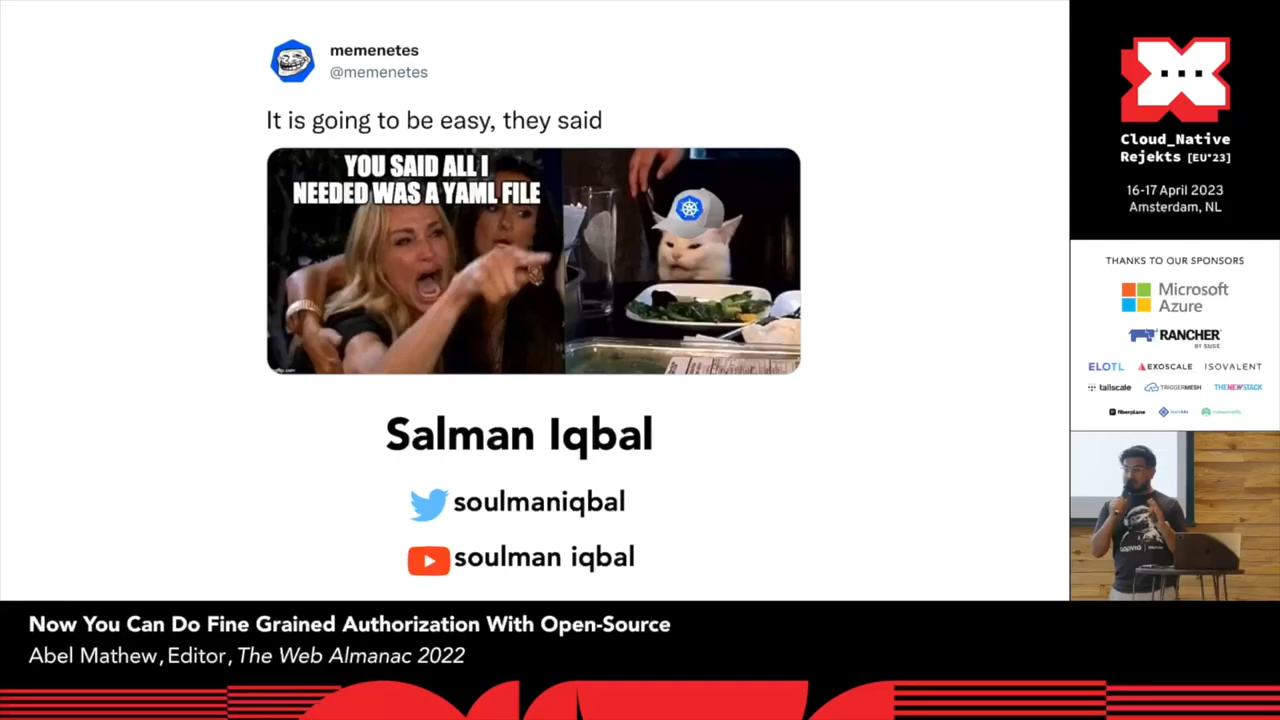 memenetes
@memenetes
It is going to be easy, they said
YOU SAID ALL I
NEEDED WAS A YAML FILE
Salman Iqbal
soulmaniqbal
soulman iqbal
Cloud_Native
Rejekts [EU°23]
16-17 April 2023
Amsterdam, NL
THANKS TO OUR SPONSORS
Microsoft
Azure
RANCHER
BY SUSE
ELOTL EXOSCALE ISOVALENT
tailscale TRIGGERMESH THENEWSTACK
fiberplane
Now You Can Do Fine Grained Authorization With Open-Source
Abel Mathew, Editor, The Web Almanac 2022